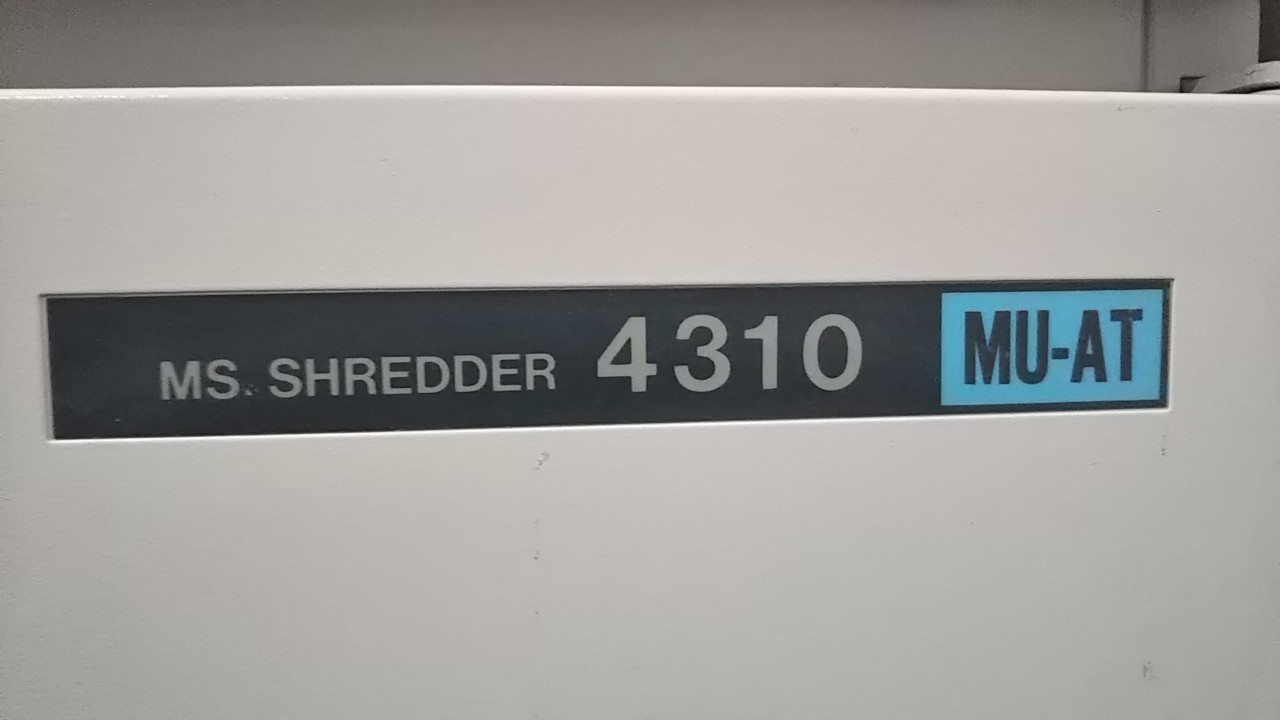 MS. SHREDDER 4310 MU-AT